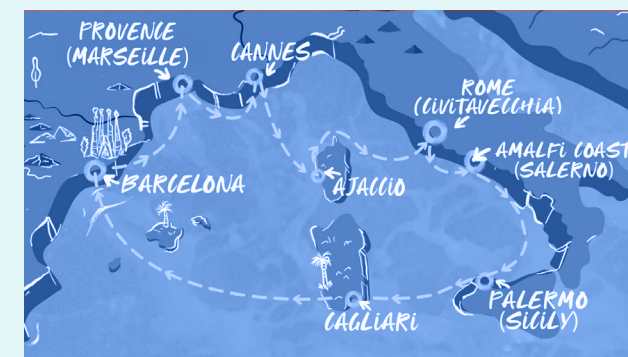 PROVENCE
(MARSEILLE)
CANNES
ROME
(CIVITAVECCHIA)
AMALFI COAST
(SALERNO)
BARCELONA
AJACCIO
PALERMO
(SICILY)
CAGLIARI